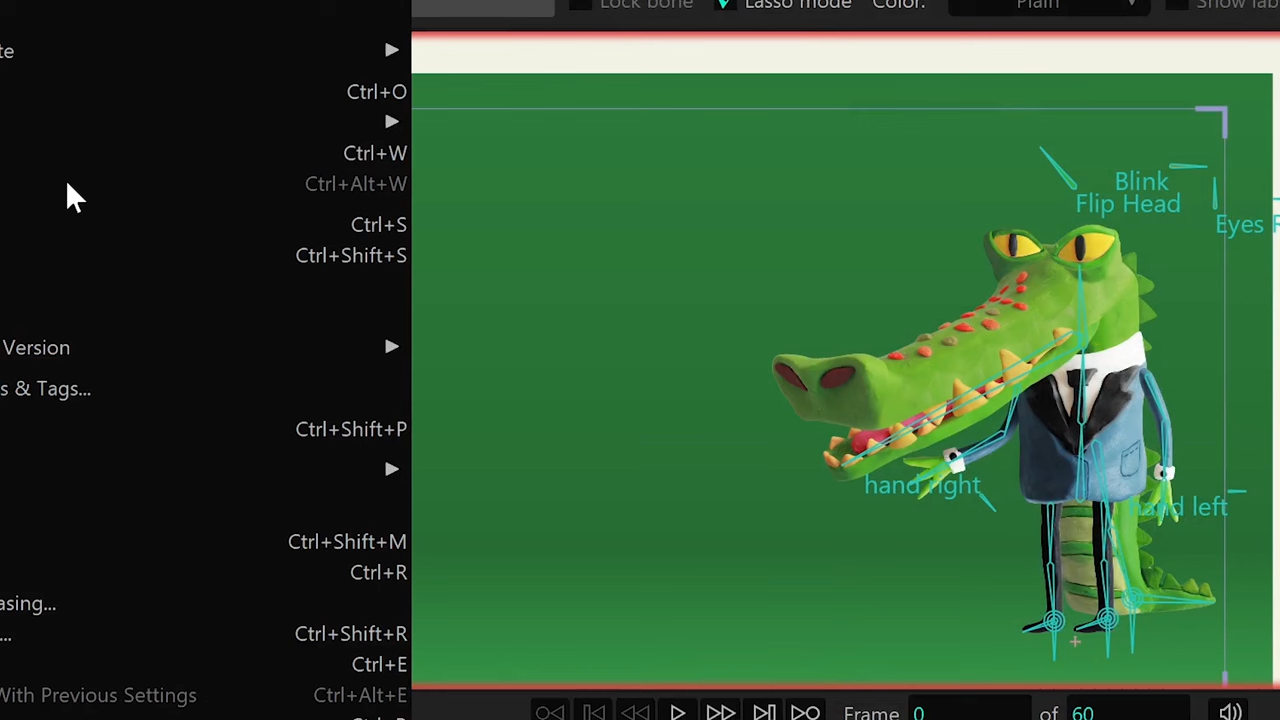 Lock bone
Lasso mode
Color:
Plain
te
Ctrl+O
Ctrl+W
Ctrl+Alt+W
Ctrl+S
Ctrl+Shift+S
Version
s & Tags...
Ctrl+Shift+P
Ctrl+Shift+M
Ctrl+R
asing...
...
Ctrl+Shift+R
Ctrl+E
With Previous Settings
Ctrl+Alt+E
Blink
Flip Head
Eyes
hand right
hand left
Frame
0
of
60